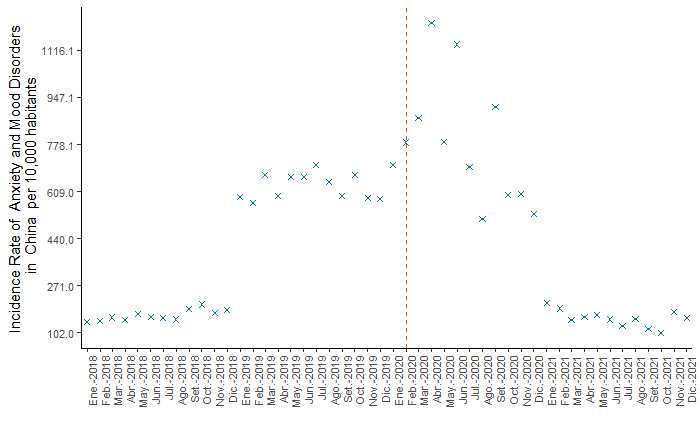 Incidence Rate of Anxiety and Mood Disorders
in China per 10,000 habitants
1116.1
947.1
778.1
609.0
440.0
271.0
102.0
Ene.-2018
Feb.-2018
Mar.-2018
Abr.-2018
May.-2018
Jun.-2018
Jul.-2018
Ago.-2018
Set.-2018
Oct.-2018
Nov.-2018
Dic.-2018
Ene.-2019
Feb.-2019
Mar.-2019
Abr.-2019
May.-2019
Jun.-2019
Jul.-2019
Ago.-2019
Set.-2019
Oct.-2019
Nov.-2019
Dic.-2019
Ene.-2020
Feb.-2020
Mar.-2020
Abr.-2020
May.-2020
Jun.-2020
Jul.-2020
Ago.-2020
Set.-2020
Oct.-2020
Nov.-2020
Dic.-2020
Ene.-2021
Feb.-2021
Mar.-2021
Abr.-2021
May.-2021
Jun.-2021
Jul.-2021
Ago.-2021
Set.-2021
Oct.-2021
Nov.-2021
Dic.-2021